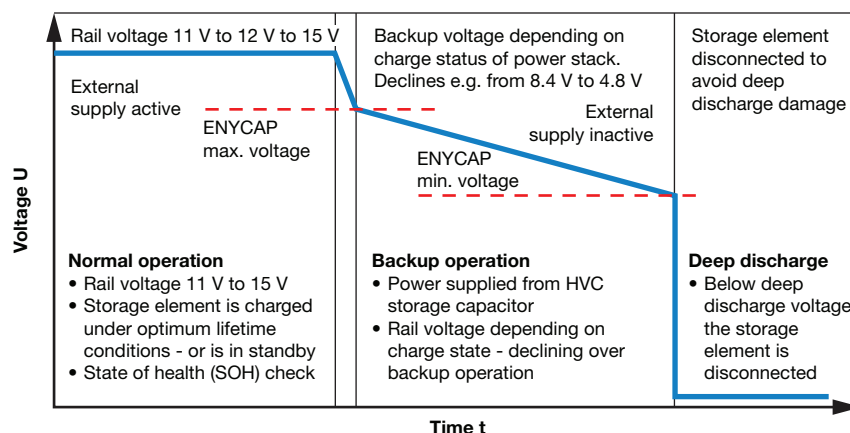 Rail voltage 11 V to 12 V to 15 V
External
supply active
ENYCAP
max. voltage
Backup voltage depending on
charge status of power stack.
Declines e.g. from 8.4 V to 4.8 V
External
supply inactive
ENYCAP
min. voltage
Storage element
disconnected to
avoid deep
discharge damage
Voltage U
Normal operation
• Rail voltage 11 V to 15 V
• Storage element is charged
under optimum lifetime
conditions - or is in standby
• State of health (SOH) check
Backup operation
• Power supplied from HVC
storage capacitor
• Rail voltage depending on
charge state - declining over
backup operation
Deep discharge
• Below deep
discharge voltage
the storage
element is
disconnected
Time t